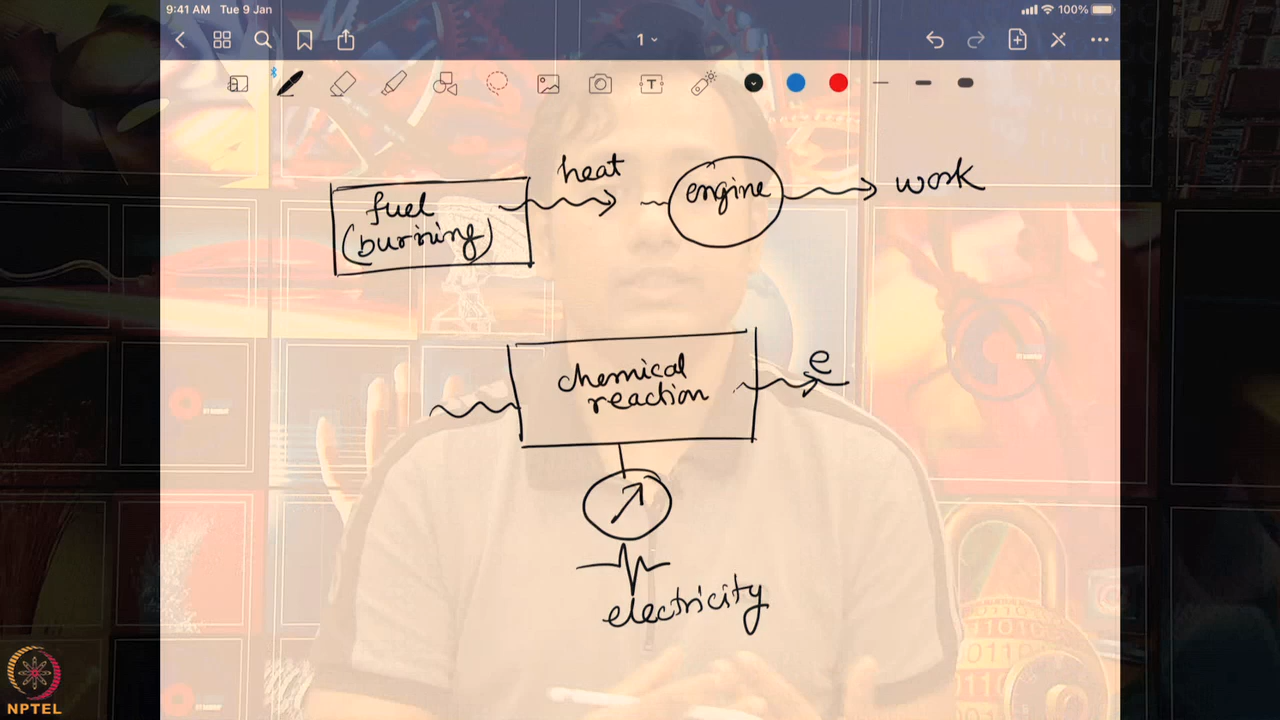 9:41 AM Tue 9 Jan
100%
1
T
heat
engine
work
fuel
(burning)
chemical
reaction
e
electricity
NPTEL